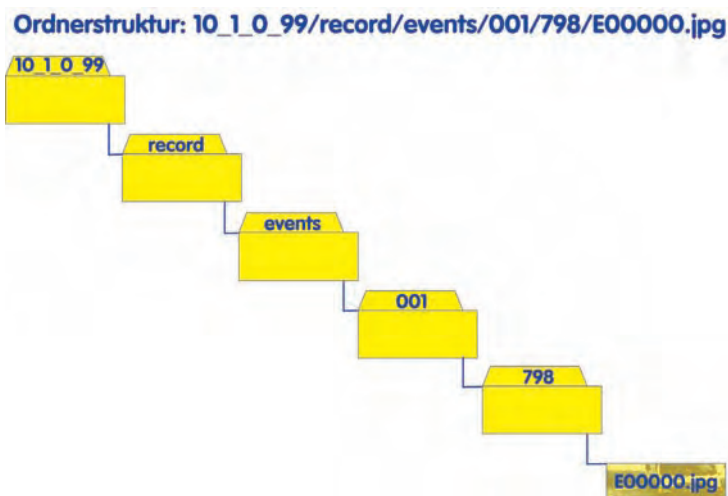 Ordnerstruktur: 10_1_0_99/record/events/001/798/E00000.jpg
10_1_0_99
record
events
001
798
E00000.jpg